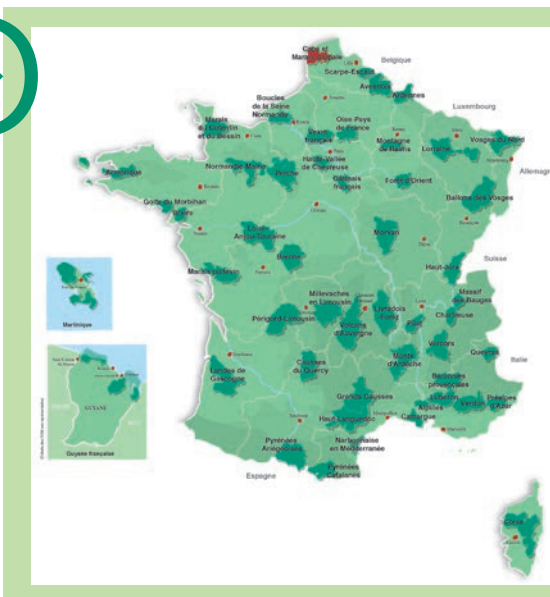 Caps et
Marais d'Opale
Belgique
Lille
Scarpe-Escaut
Avesnois
Ardennes
Luxembourg
Boucles
de la Seine
Normande
Marais
du Cotentin
et du Bessin
Oise-Pays
de France
Vexin
français
Montagne
de Reims
Lorraine
Vosges du Nord
Allemagne
Armorique
Normandie-Maine
Perche
Haute-Vallée
de Chevreuse
Gâtinais
français
Forêt d'Orient
Ballons des Vosges
Golfe du Morbihan
Brière
Loire-
Anjou-Touraine
Brenne
Morvan
Suisse
Haut-Jura
Marais poitevin
Massif
des Bauges
Chartreuse
Millevaches
en Limousin
Périgord-Limousin
Volcans
d'Auvergne
Livradois
Forez
Pilat
Vercors
Queyras
Italie
Martinique
Landes de
Gascogne
Causses
du Quercy
Monts
d'Ardèche
Baronnies
provençales
Grands Causses
Luberon
Alpilles
Verdon
Préalpes
d'Azur
Camargue
Haut-Languedoc
Montpellier
Marseille
GUYANE
Guyane française
Pyrénées
Ariégeoises
Narbonnaise
en Méditerranée
Pyrénées
Catalanes
Espagne
Corse